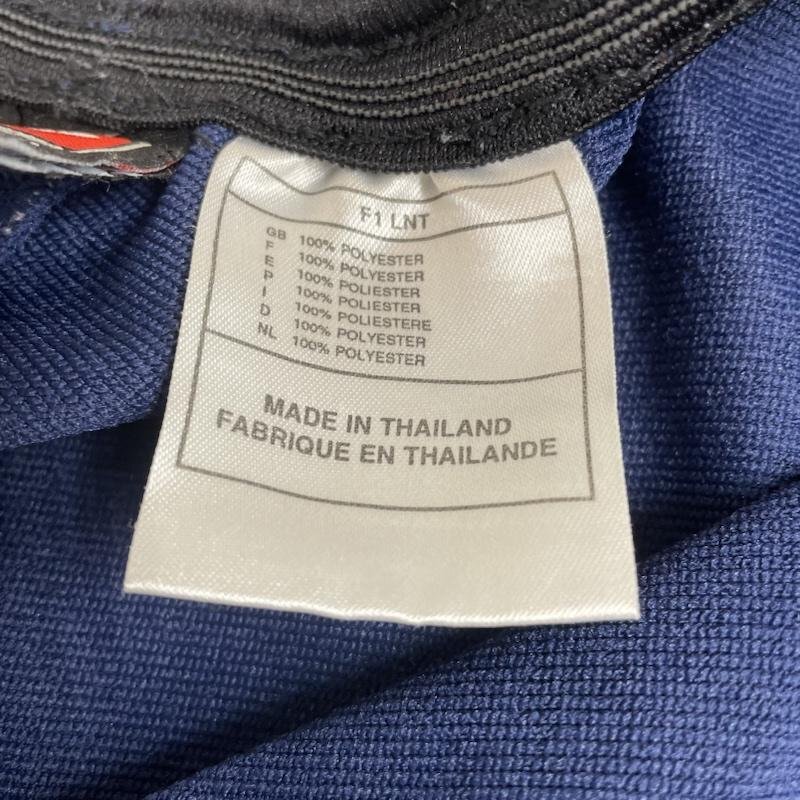 F1 LNT
GB 100% POLYESTER
F 100% POLYESTER
E 100% POLIESTER
P 100% POLIESTER
I 100% POLIESTERE
D 100% POLYESTER
NL 100% POLYESTER
MADE IN THAILAND
FABRIQUE EN THAILANDE